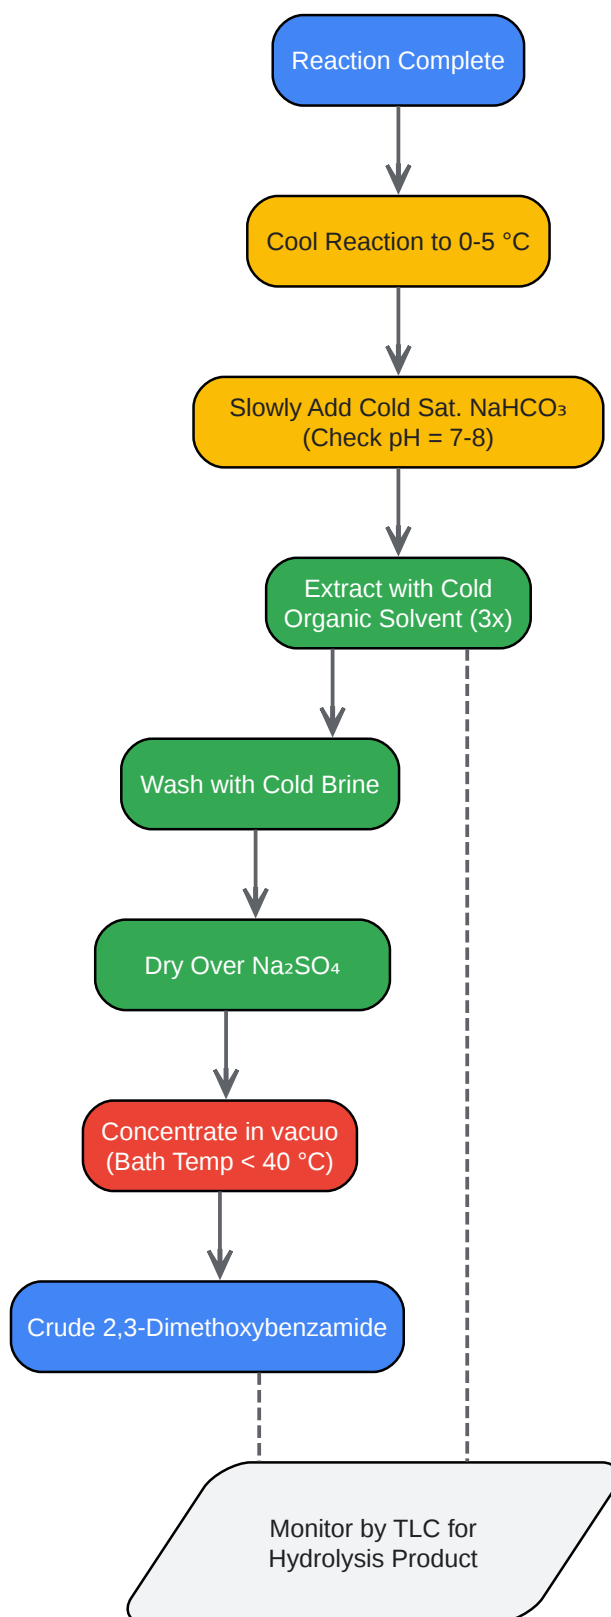 Reaction Complete
Cool Reaction to 0-5 °C
Slowly Add Cold Sat. NaHCO₃
(Check pH = 7-8)
Extract with Cold
Organic Solvent (3x)
Wash with Cold Brine
Dry Over Na₂SO₄
Concentrate in vacuo
(Bath Temp < 40 °C)
Crude 2,3-Dimethoxybenzamide
Monitor by TLC for
Hydrolysis Product